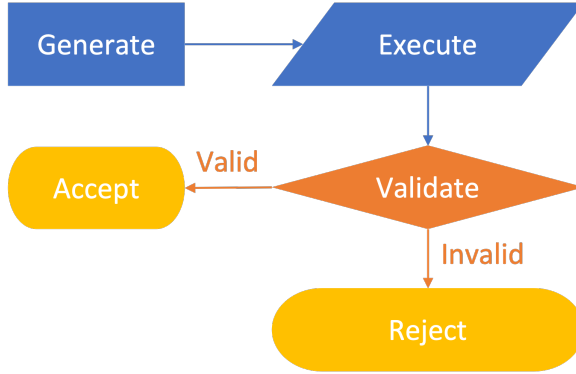 Generate
Execute
Valid
Accept
Validate
Invalid
Reject